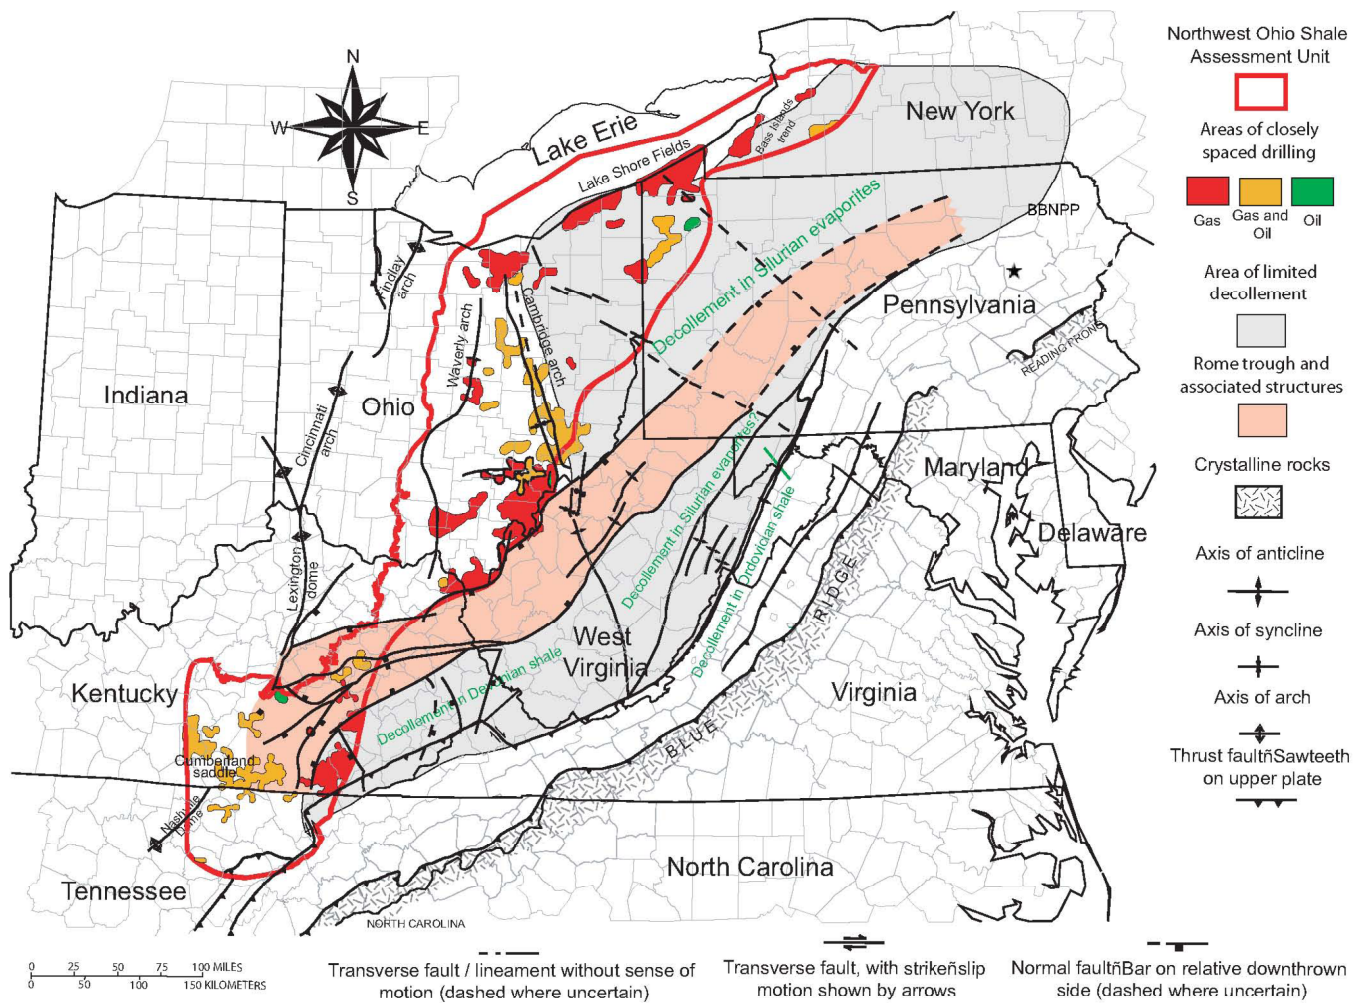 N
W
E
S
Lake Erie
Lake Shore Fields
Bass Islands
trend
New York
BBNPP
Pennsylvania
READING PRONG
Decollement in Silurian evaporites
Findlay
arch
Waverly arch
Cambridge arch
Indiana
Ohio
Cincinnati
arch
Lexington
dome
Maryland
Delaware
Decollement in Silurian evaporites?
Decollement in Ordovician shale
West
Virginia
Decollement in Devonian shale
Kentucky
Virginia
BLUE RIDGE
Cumberland
saddle
Nashville
Dome
Tennessee
North Carolina
NORTH CAROLINA
Northwest Ohio Shale
Assessment Unit
Areas of closely
spaced drilling
Gas
Gas and
Oil
Oil
Area of limited
decollement
Rome trough and
associated structures
Crystalline rocks
Axis of anticline
Axis of syncline
Axis of arch
Thrust faultñSawteeth
on upper plate
0 25 50 75 100 MILES
0 50 100 150 KILOMETERS
Transverse fault / lineament without sense of
motion (dashed where uncertain)
Transverse fault, with strikeñslip
motion shown by arrows
Normal faultñBar on relative downthrown
side (dashed where uncertain)